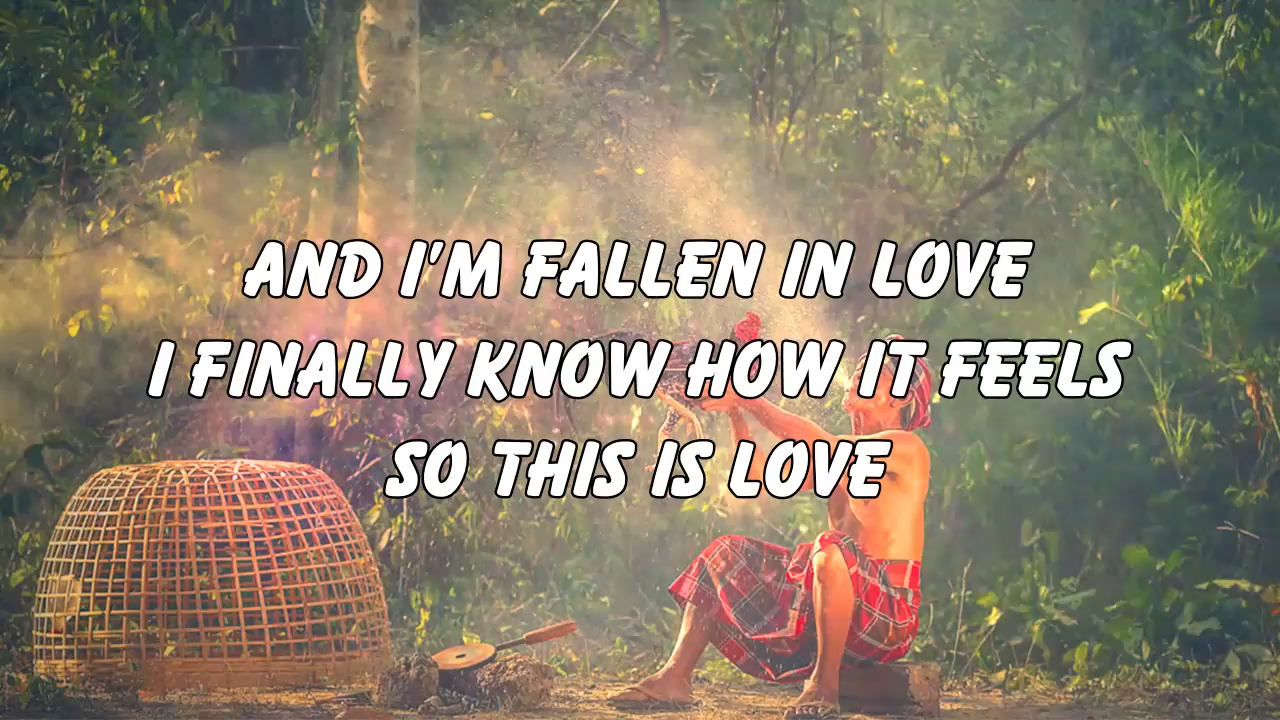 AND I'M FALLEN IN LOVE
I FINALLY KNOW HOW IT FEELS
SO THIS IS LOVE